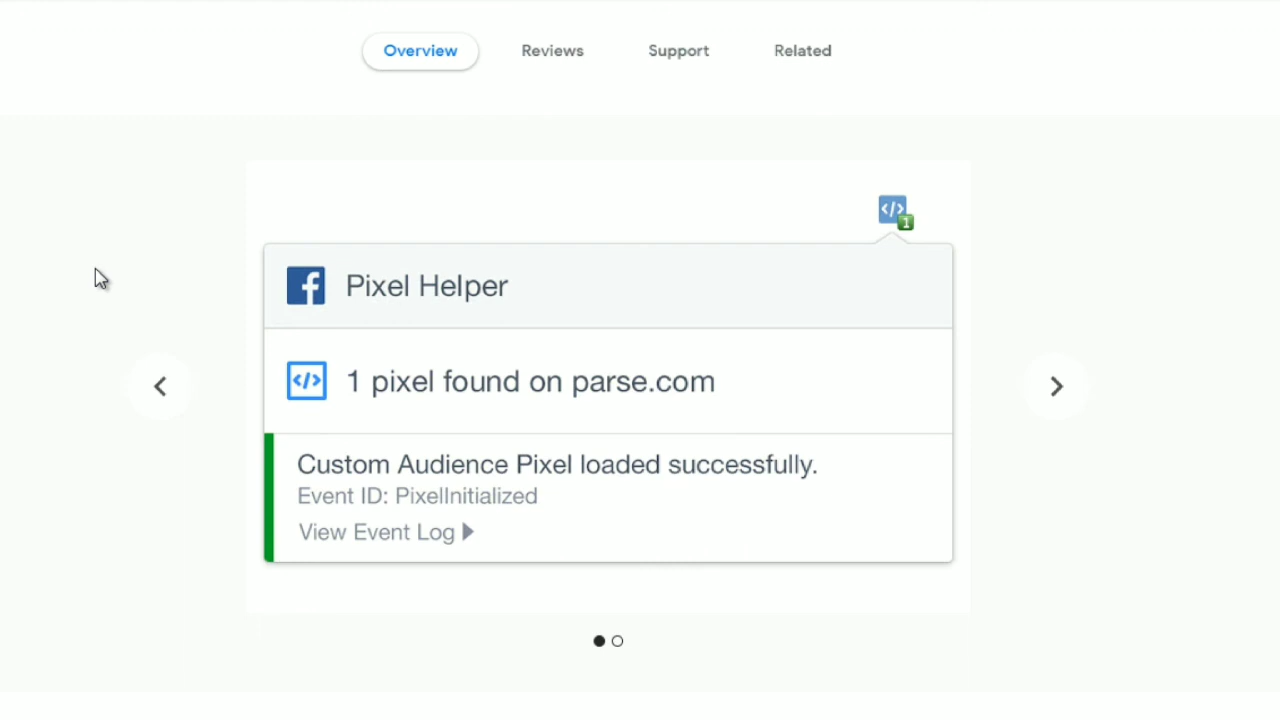 Overview Reviews Support Related
</>
1
Pixel Helper
</> 1 pixel found on parse.com
Custom Audience Pixel loaded successfully.
Event ID: PixelInitialized
View Event Log